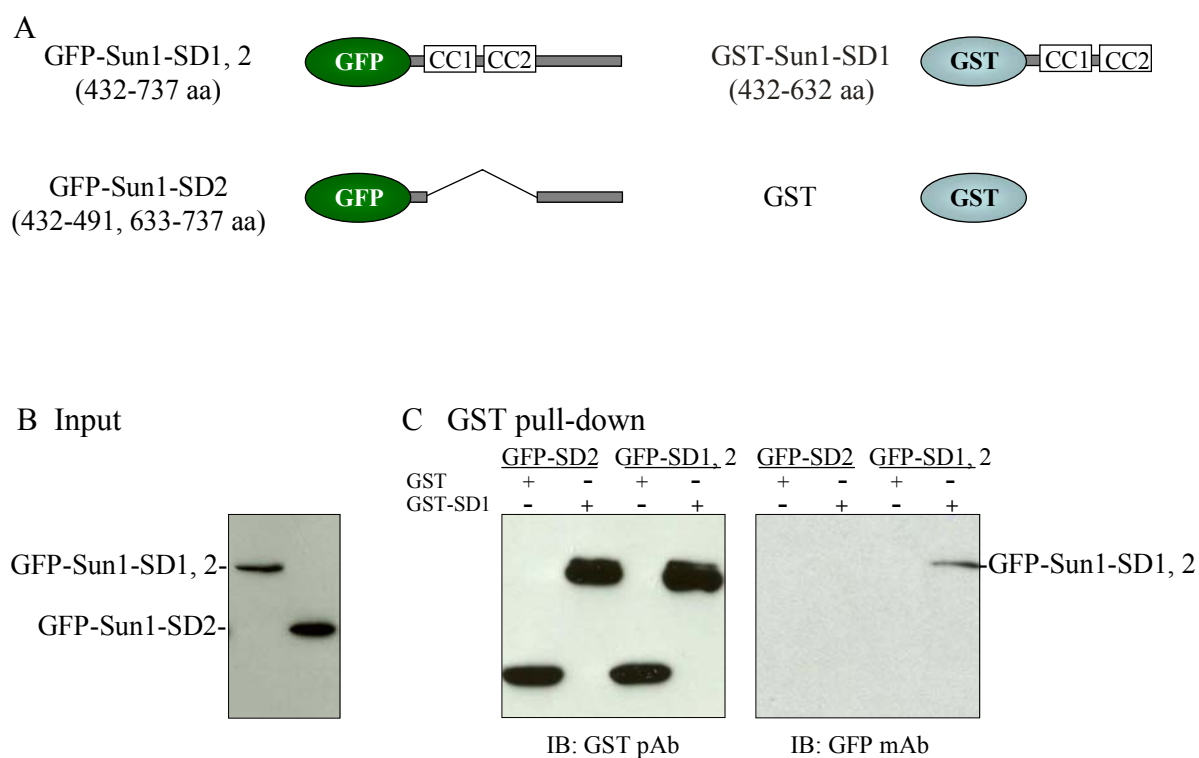 A
GFP-Sun1-SD1, 2
(432-737 aa)
GFP
CC1
CC2
GST-Sun1-SD1
(432-632 aa)
GST
CC1
CC2
GFP-Sun1-SD2
(432-491, 633-737 aa)
GFP
GST
GST
B Input
GFP-Sun1-SD1, 2-
GFP-Sun1-SD2-
C GST pull-down
GFP-SD2 GFP-SD1, 2 GFP-SD2 GFP-SD1, 2
GST + - + - + - + -
GST-SD1 - + - + - + - +
-GFP-Sun1-SD1, 2
IB: GST pAb
IB: GFP mAb